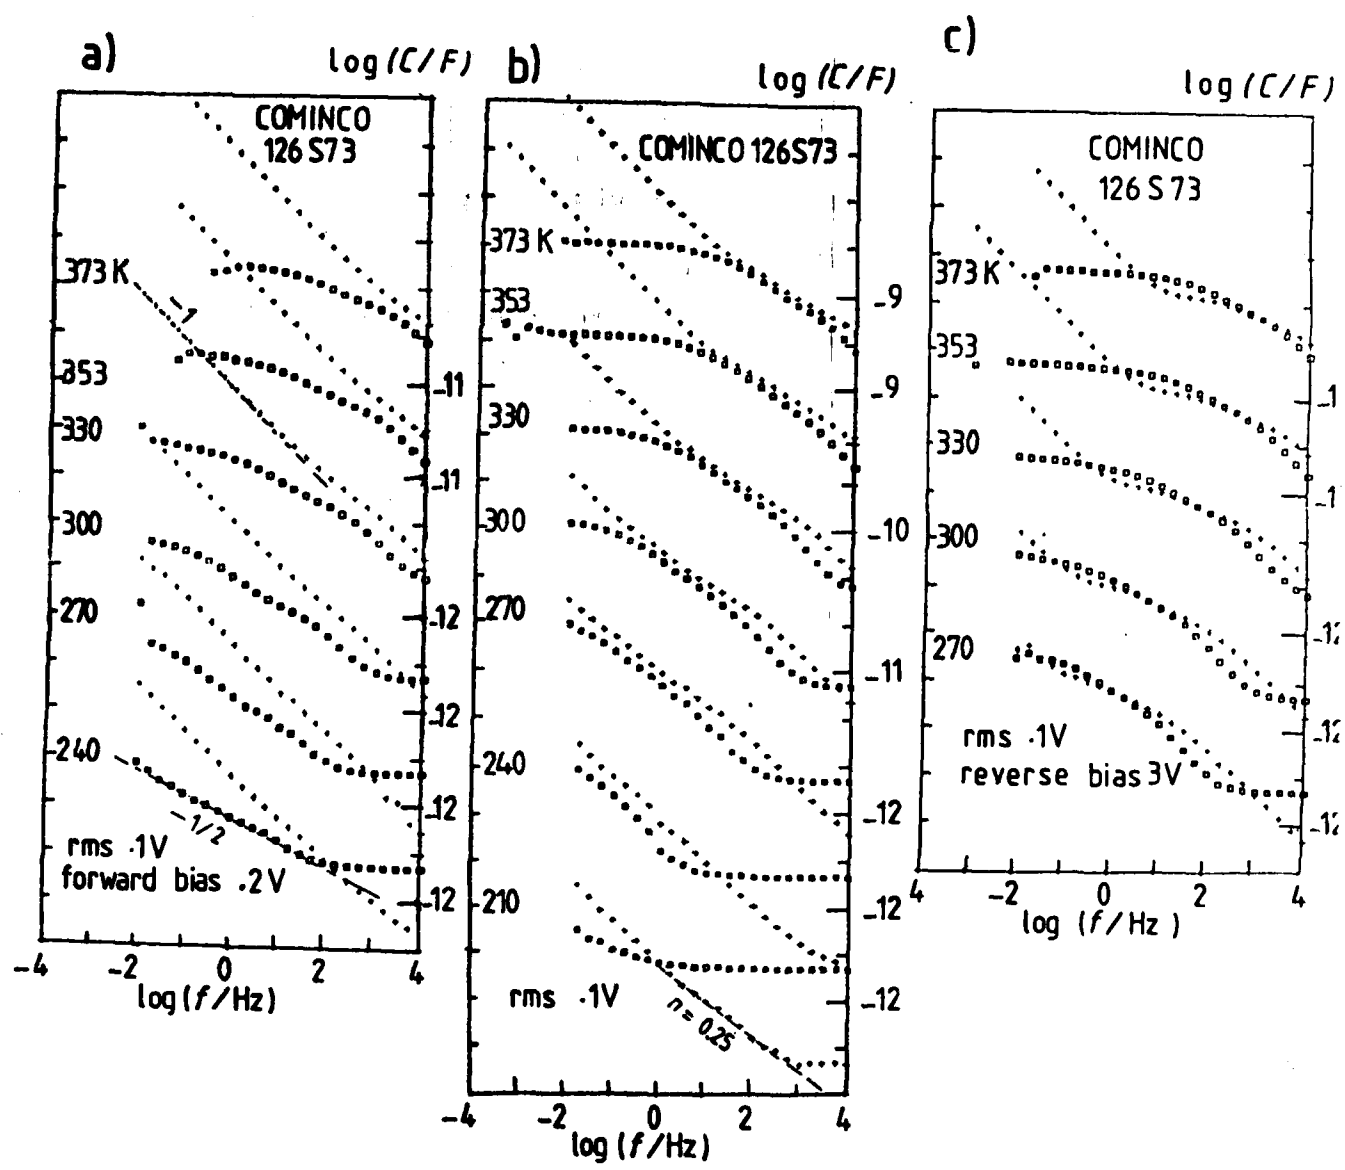 a)
log (C/F)
COMINCO
126 S73
373 K
-1
353
-11
330
-11
300
270
-12
-12
240
-1/2
-12
rms .1V
forward bias .2V
-12
-4 -2 0 2 4
log (f/Hz)
b)
log (C/F)
COMINCO 126S73
373 K
353
-9
-9
330
300
-10
270
-11
240
-12
210
-12
rms .1V
n = 0.25
-12
-4 -2 0 2 4
log (f/Hz)
c)
log (C/F)
COMINCO
126 S 73
373 K
353
330
300
270
rms .1V
reverse bias 3V
-4 -2 0 2 4
log (f/Hz)